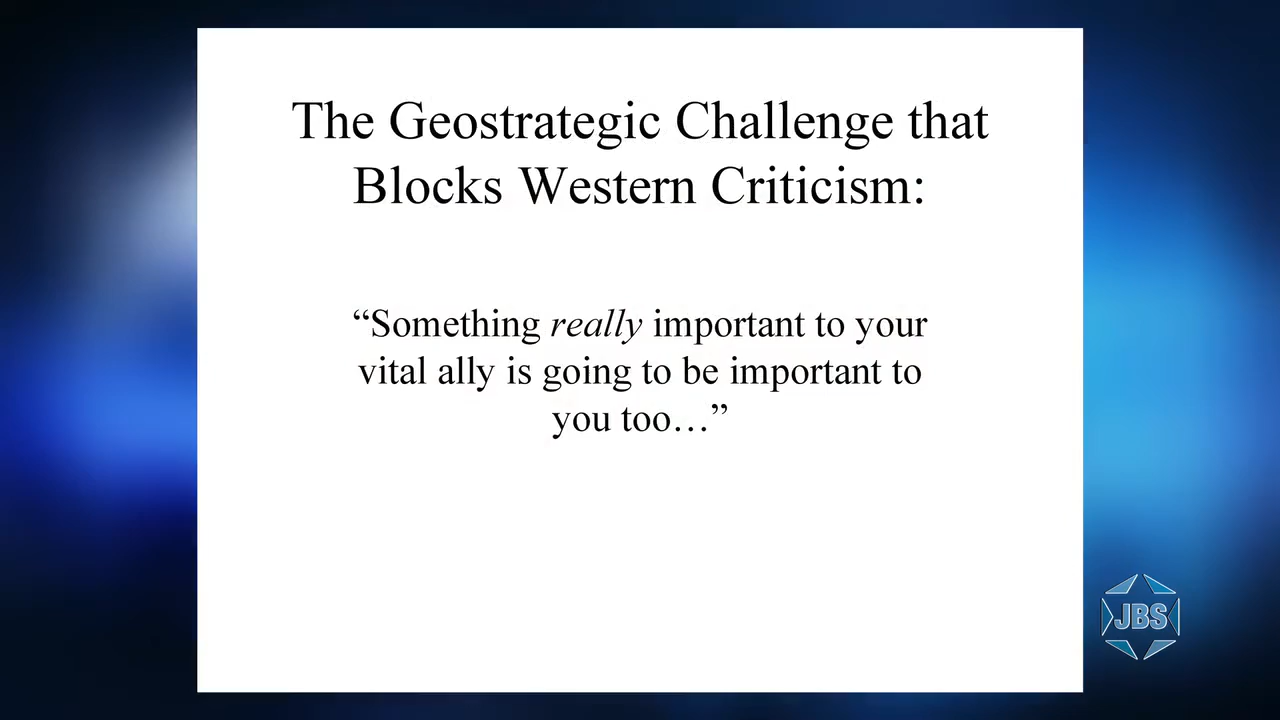 The Geostrategic Challenge that
Blocks Western Criticism:
“Something really important to your
vital ally is going to be important to
you too…”
JBS